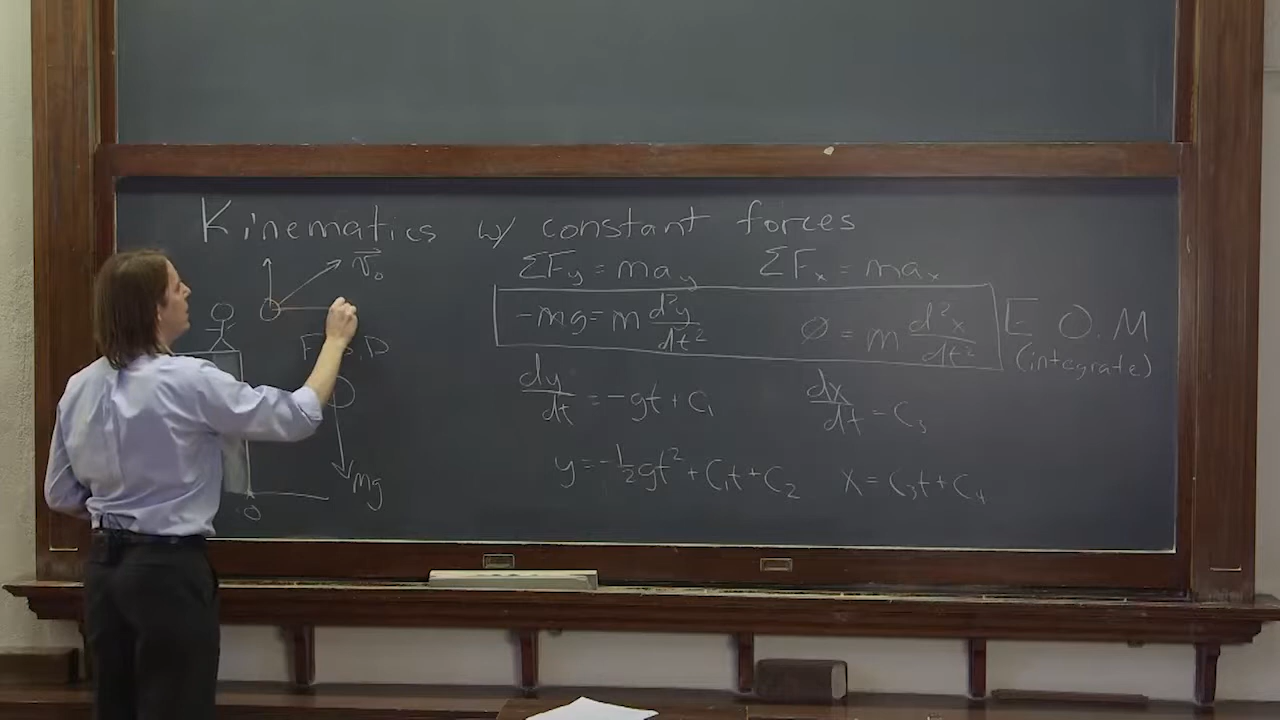 Kinematics w/ constant forces
ΣF_y = ma_y    ΣF_x = ma_x
-mg = m d²y/dt²    ∅ = m d²x/dt²    E.O.M
(integrate)
dy/dt = -gt + C₁    dx/dt = C₃
y = -½gt² + C₁t + C₂    x = C₃t + C₄
v⃗₀
mg
0